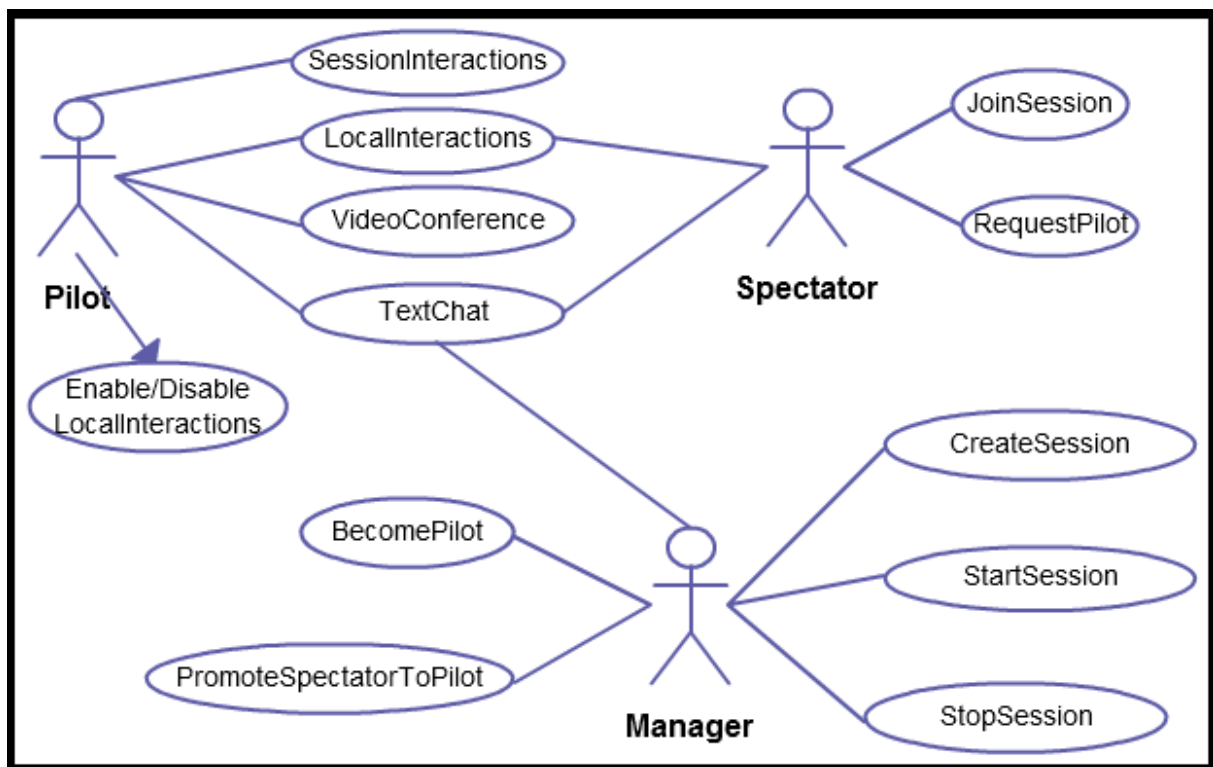 SessionInteractions
JoinSession
LocalInteractions
VideoConference
RequestPilot
Spectator
Pilot
TextChat
Enable/Disable
LocalInteractions
CreateSession
BecomePilot
StartSession
PromoteSpectatorToPilot
StopSession
Manager